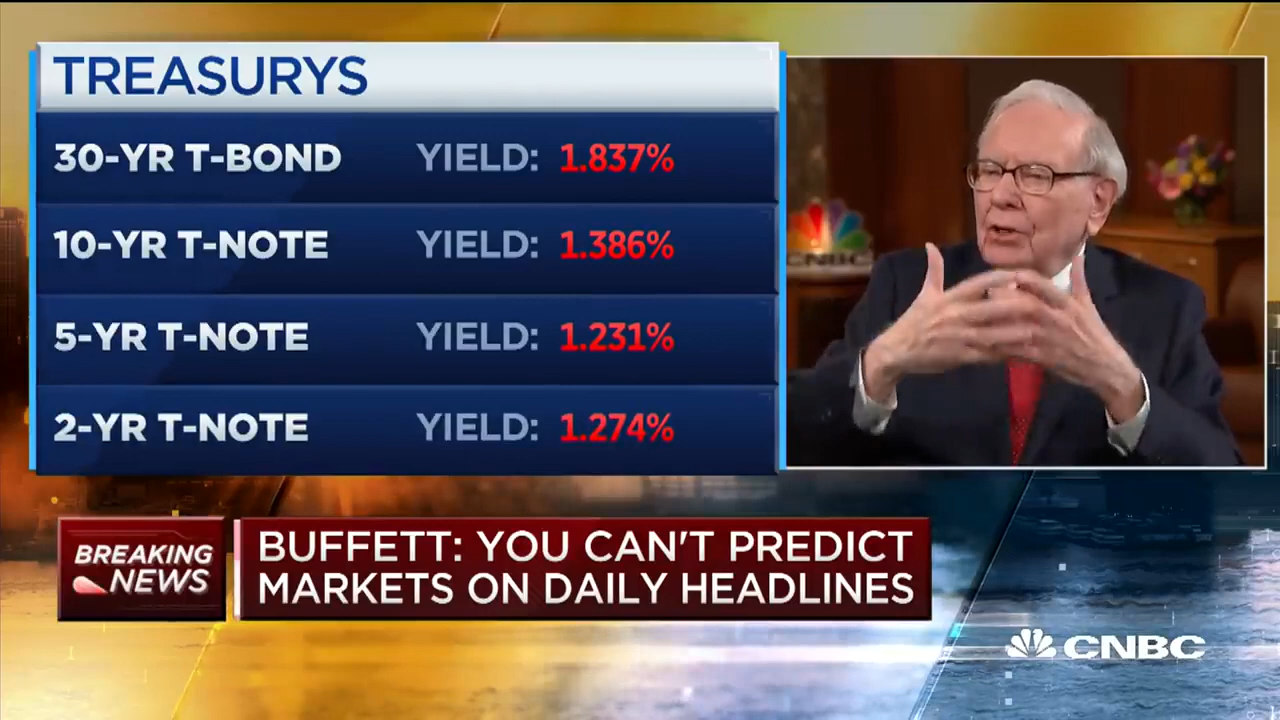 TREASURYS
30-YR T-BOND YIELD: 1.837%
10-YR T-NOTE YIELD: 1.386%
5-YR T-NOTE YIELD: 1.231%
2-YR T-NOTE YIELD: 1.274%
CNBC
BREAKING
NEWS
BUFFETT: YOU CAN'T PREDICT
MARKETS ON DAILY HEADLINES
CNBC